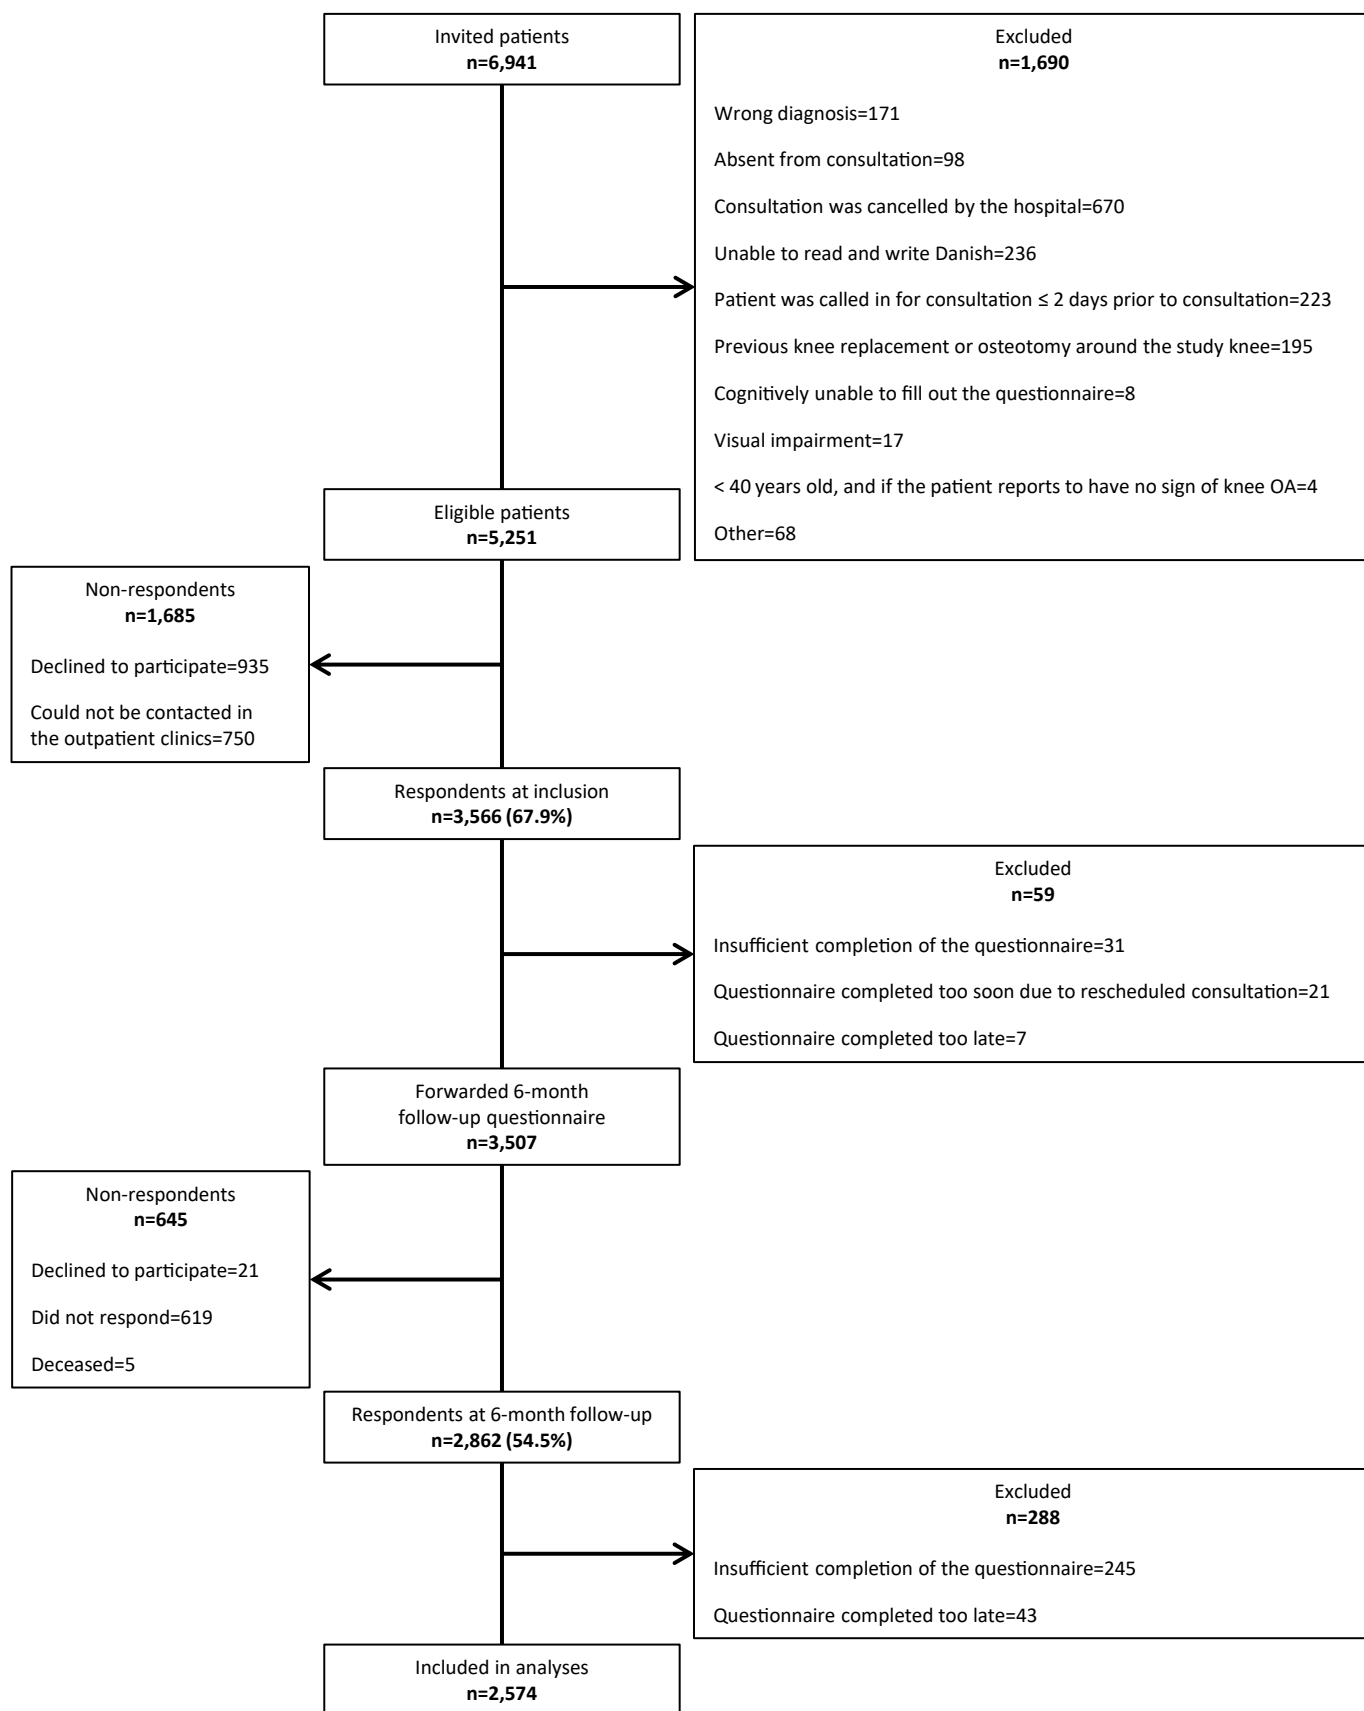 Invited patients
n=6,941
Excluded
n=1,690
Wrong diagnosis=171
Absent from consultation=98
Consultation was cancelled by the hospital=670
Unable to read and write Danish=236
Patient was called in for consultation ≤ 2 days prior to consultation=223
Previous knee replacement or osteotomy around the study knee=195
Cognitively unable to fill out the questionnaire=8
Visual impairment=17
< 40 years old, and if the patient reports to have no sign of knee OA=4
Other=68
Eligible patients
n=5,251
Non-respondents
n=1,685
Declined to participate=935
Could not be contacted in
the outpatient clinics=750
Respondents at inclusion
n=3,566 (67.9%)
Excluded
n=59
Insufficient completion of the questionnaire=31
Questionnaire completed too soon due to rescheduled consultation=21
Questionnaire completed too late=7
Forwarded 6-month
follow-up questionnaire
n=3,507
Non-respondents
n=645
Declined to participate=21
Did not respond=619
Deceased=5
Respondents at 6-month follow-up
n=2,862 (54.5%)
Excluded
n=288
Insufficient completion of the questionnaire=245
Questionnaire completed too late=43
Included in analyses
n=2,574